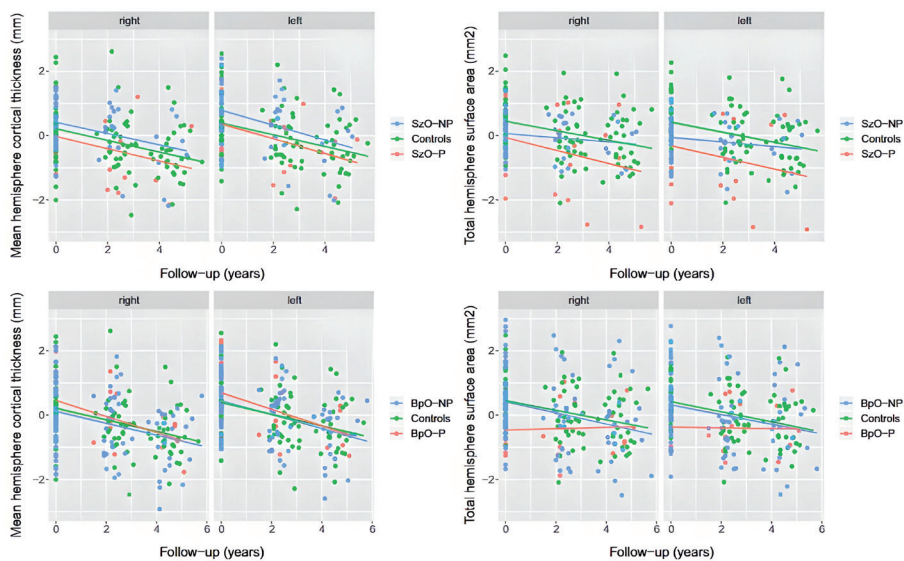 right left
Mean hemisphere cortical thickness (mm)
2
0
−2
0 2 4 0 2 4
Follow−up (years)
SzO−NP
Controls
SzO−P
right left
Total hemisphere surface area (mm2)
2
0
−2
0 2 4 0 2 4
Follow−up (years)
SzO−NP
Controls
SzO−P
right left
Mean hemisphere cortical thickness (mm)
2
0
−2
0 2 4 6 0 2 4 6
Follow−up (years)
BpO−NP
Controls
BpO−P
right left
Total hemisphere surface area (mm2)
2
0
−2
0 2 4 6 0 2 4 6
Follow−up (years)
BpO−NP
Controls
BpO−P